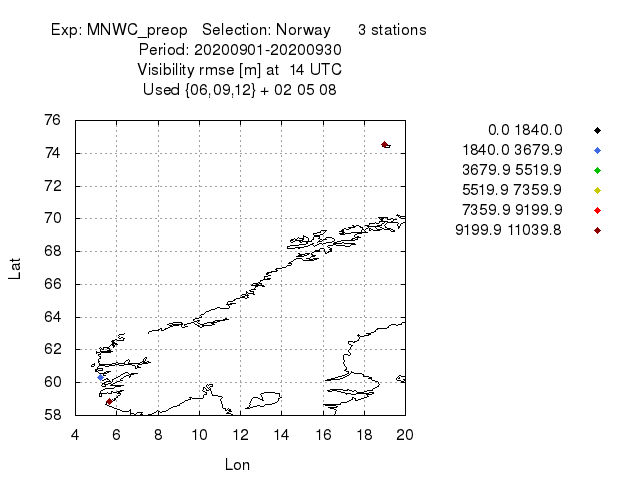 Exp: MNWC_preop   Selection: Norway      3 stations
Period: 20200901-20200930
Visibility rmse [m] at  14 UTC
Used {06,09,12} + 02 05 08
0.0 1840.0
1840.0 3679.9
3679.9 5519.9
5519.9 7359.9
7359.9 9199.9
9199.9 11039.8
Lat
76
74
72
70
68
66
64
62
60
58
4 6 8 10 12 14 16 18 20
Lon